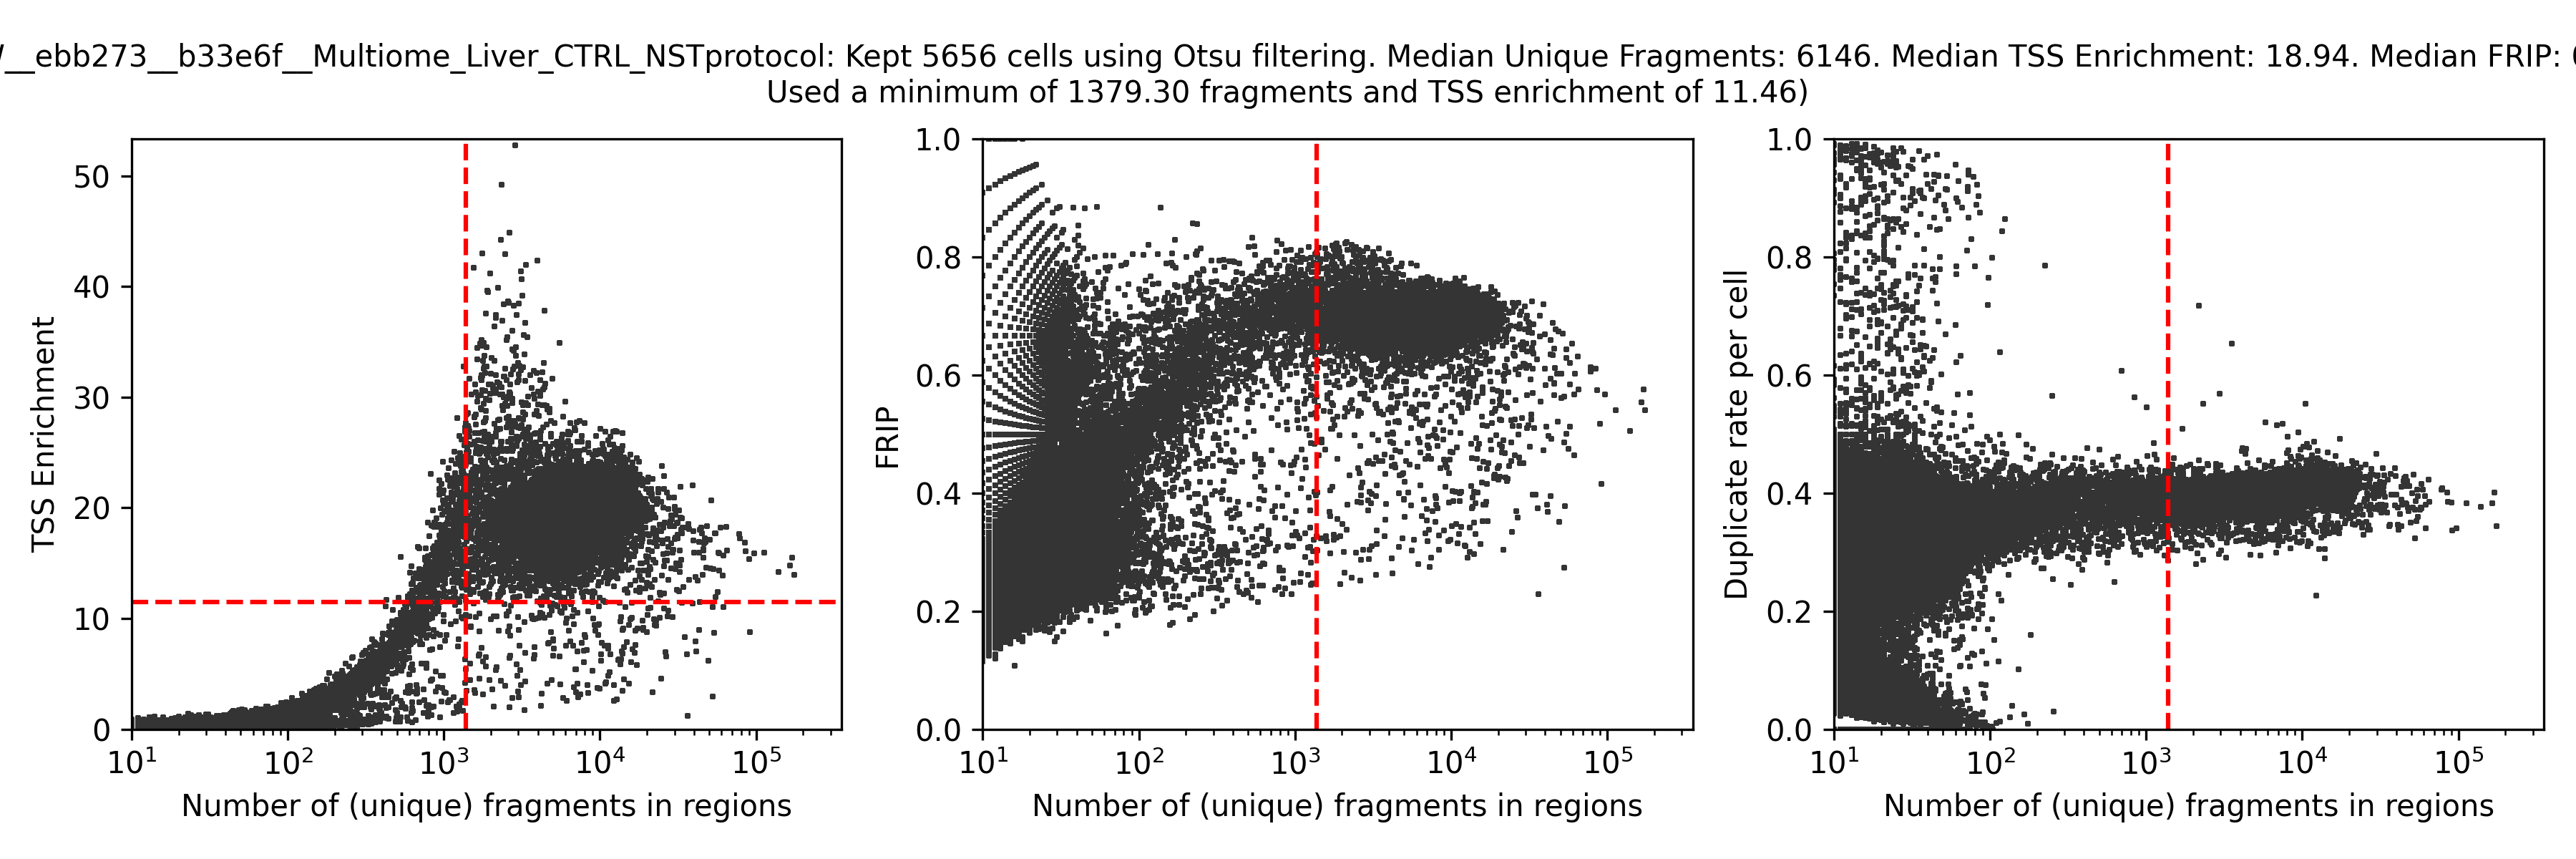 __ebb273__b33e6f__Multiome_Liver_CTRL_NSTprotocol: Kept 5656 cells using Otsu filtering. Median Unique Fragments: 6146. Median TSS Enrichment: 18.94. Median FRIP:
Used a minimum of 1379.30 fragments and TSS enrichment of 11.46)
50
40
30
20
10
0
TSS Enrichment
10¹ 10² 10³ 10⁴ 10⁵
Number of (unique) fragments in regions
1.0
0.8
0.6
0.4
0.2
0.0
FRIP
10¹ 10² 10³ 10⁴ 10⁵
Number of (unique) fragments in regions
1.0
0.8
0.6
0.4
0.2
0.0
Duplicate rate per cell
10¹ 10² 10³ 10⁴ 10⁵
Number of (unique) fragments in regions